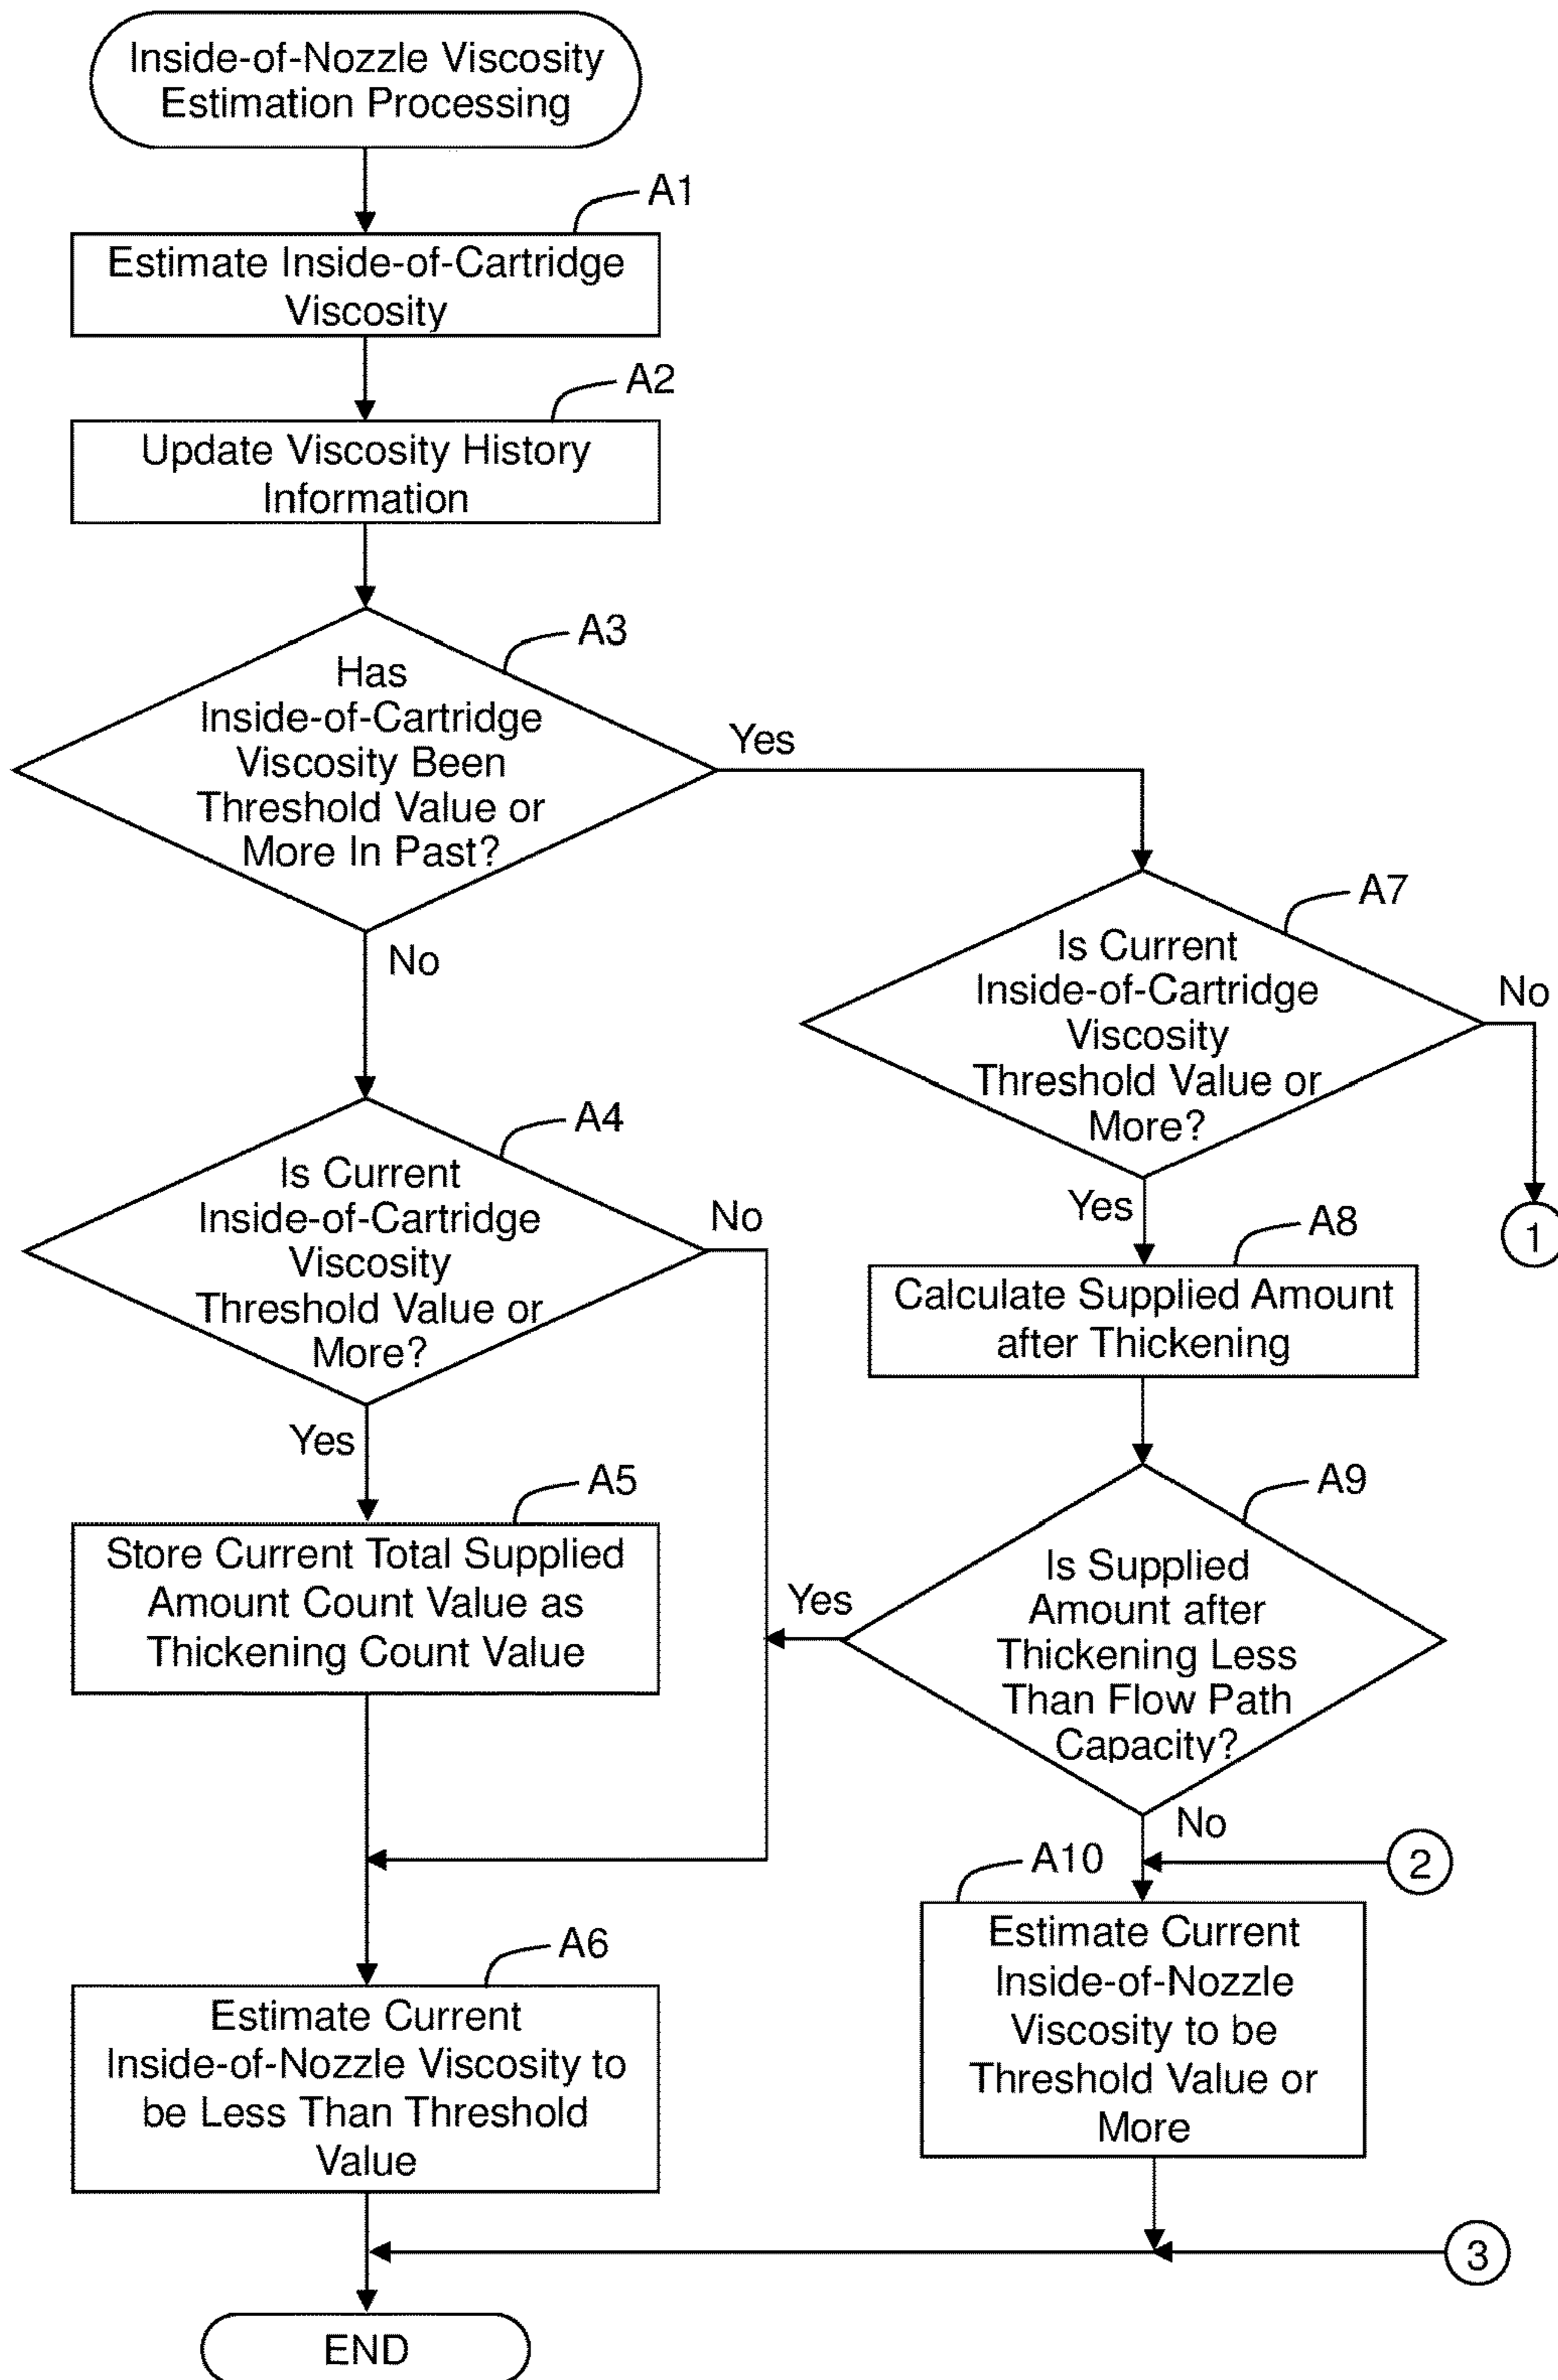 Inside-of-Nozzle Viscosity
Estimation Processing
A1
Estimate Inside-of-Cartridge
Viscosity
A2
Update Viscosity History
Information
A3
Has
Inside-of-Cartridge
Viscosity Been
Threshold Value or
More In Past?
Yes
No
A7
Is Current
Inside-of-Cartridge
Viscosity
Threshold Value or
More?
No
1
Yes
A4
Is Current
Inside-of-Cartridge
Viscosity
Threshold Value or
More?
No
Yes
A8
Calculate Supplied Amount
after Thickening
A5
Store Current Total Supplied
Amount Count Value as
Thickening Count Value
A9
Is Supplied
Amount after
Thickening Less
Than Flow Path
Capacity?
Yes
No
2
A10
Estimate Current
Inside-of-Nozzle
Viscosity to be
Threshold Value or
More
A6
Estimate Current
Inside-of-Nozzle Viscosity to
be Less Than Threshold
Value
3
END